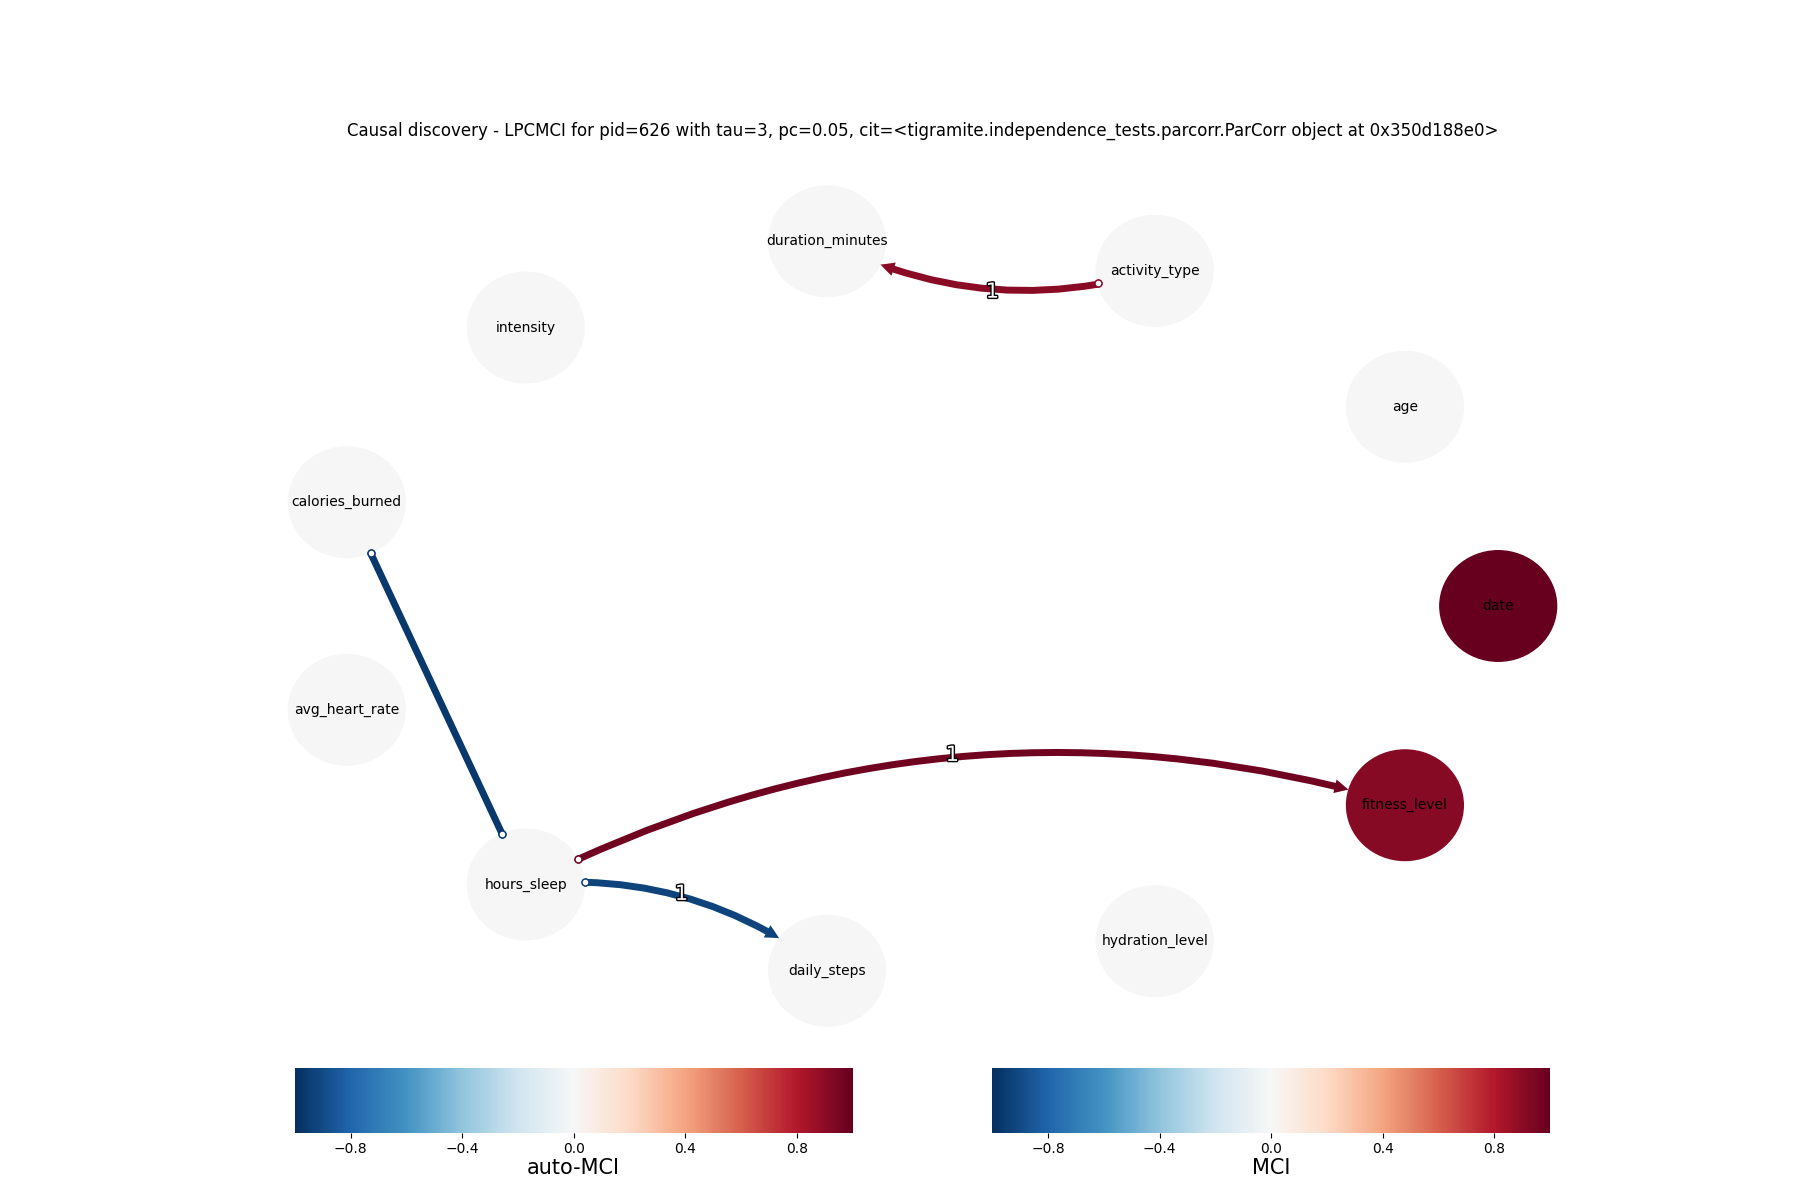 Causal discovery - LPCMCI for pid=626 with tau=3, pc=0.05, cit=<tigramite.independence_tests.parcorr.ParCorr object at 0x350d188e0>
duration_minutes
activity_type
1
intensity
age
calories_burned
date
avg_heart_rate
1
fitness_level
hours_sleep
1
hydration_level
daily_steps
−0.8 −0.4 0.0 0.4 0.8
auto-MCI
−0.8 −0.4 0.0 0.4 0.8
MCI